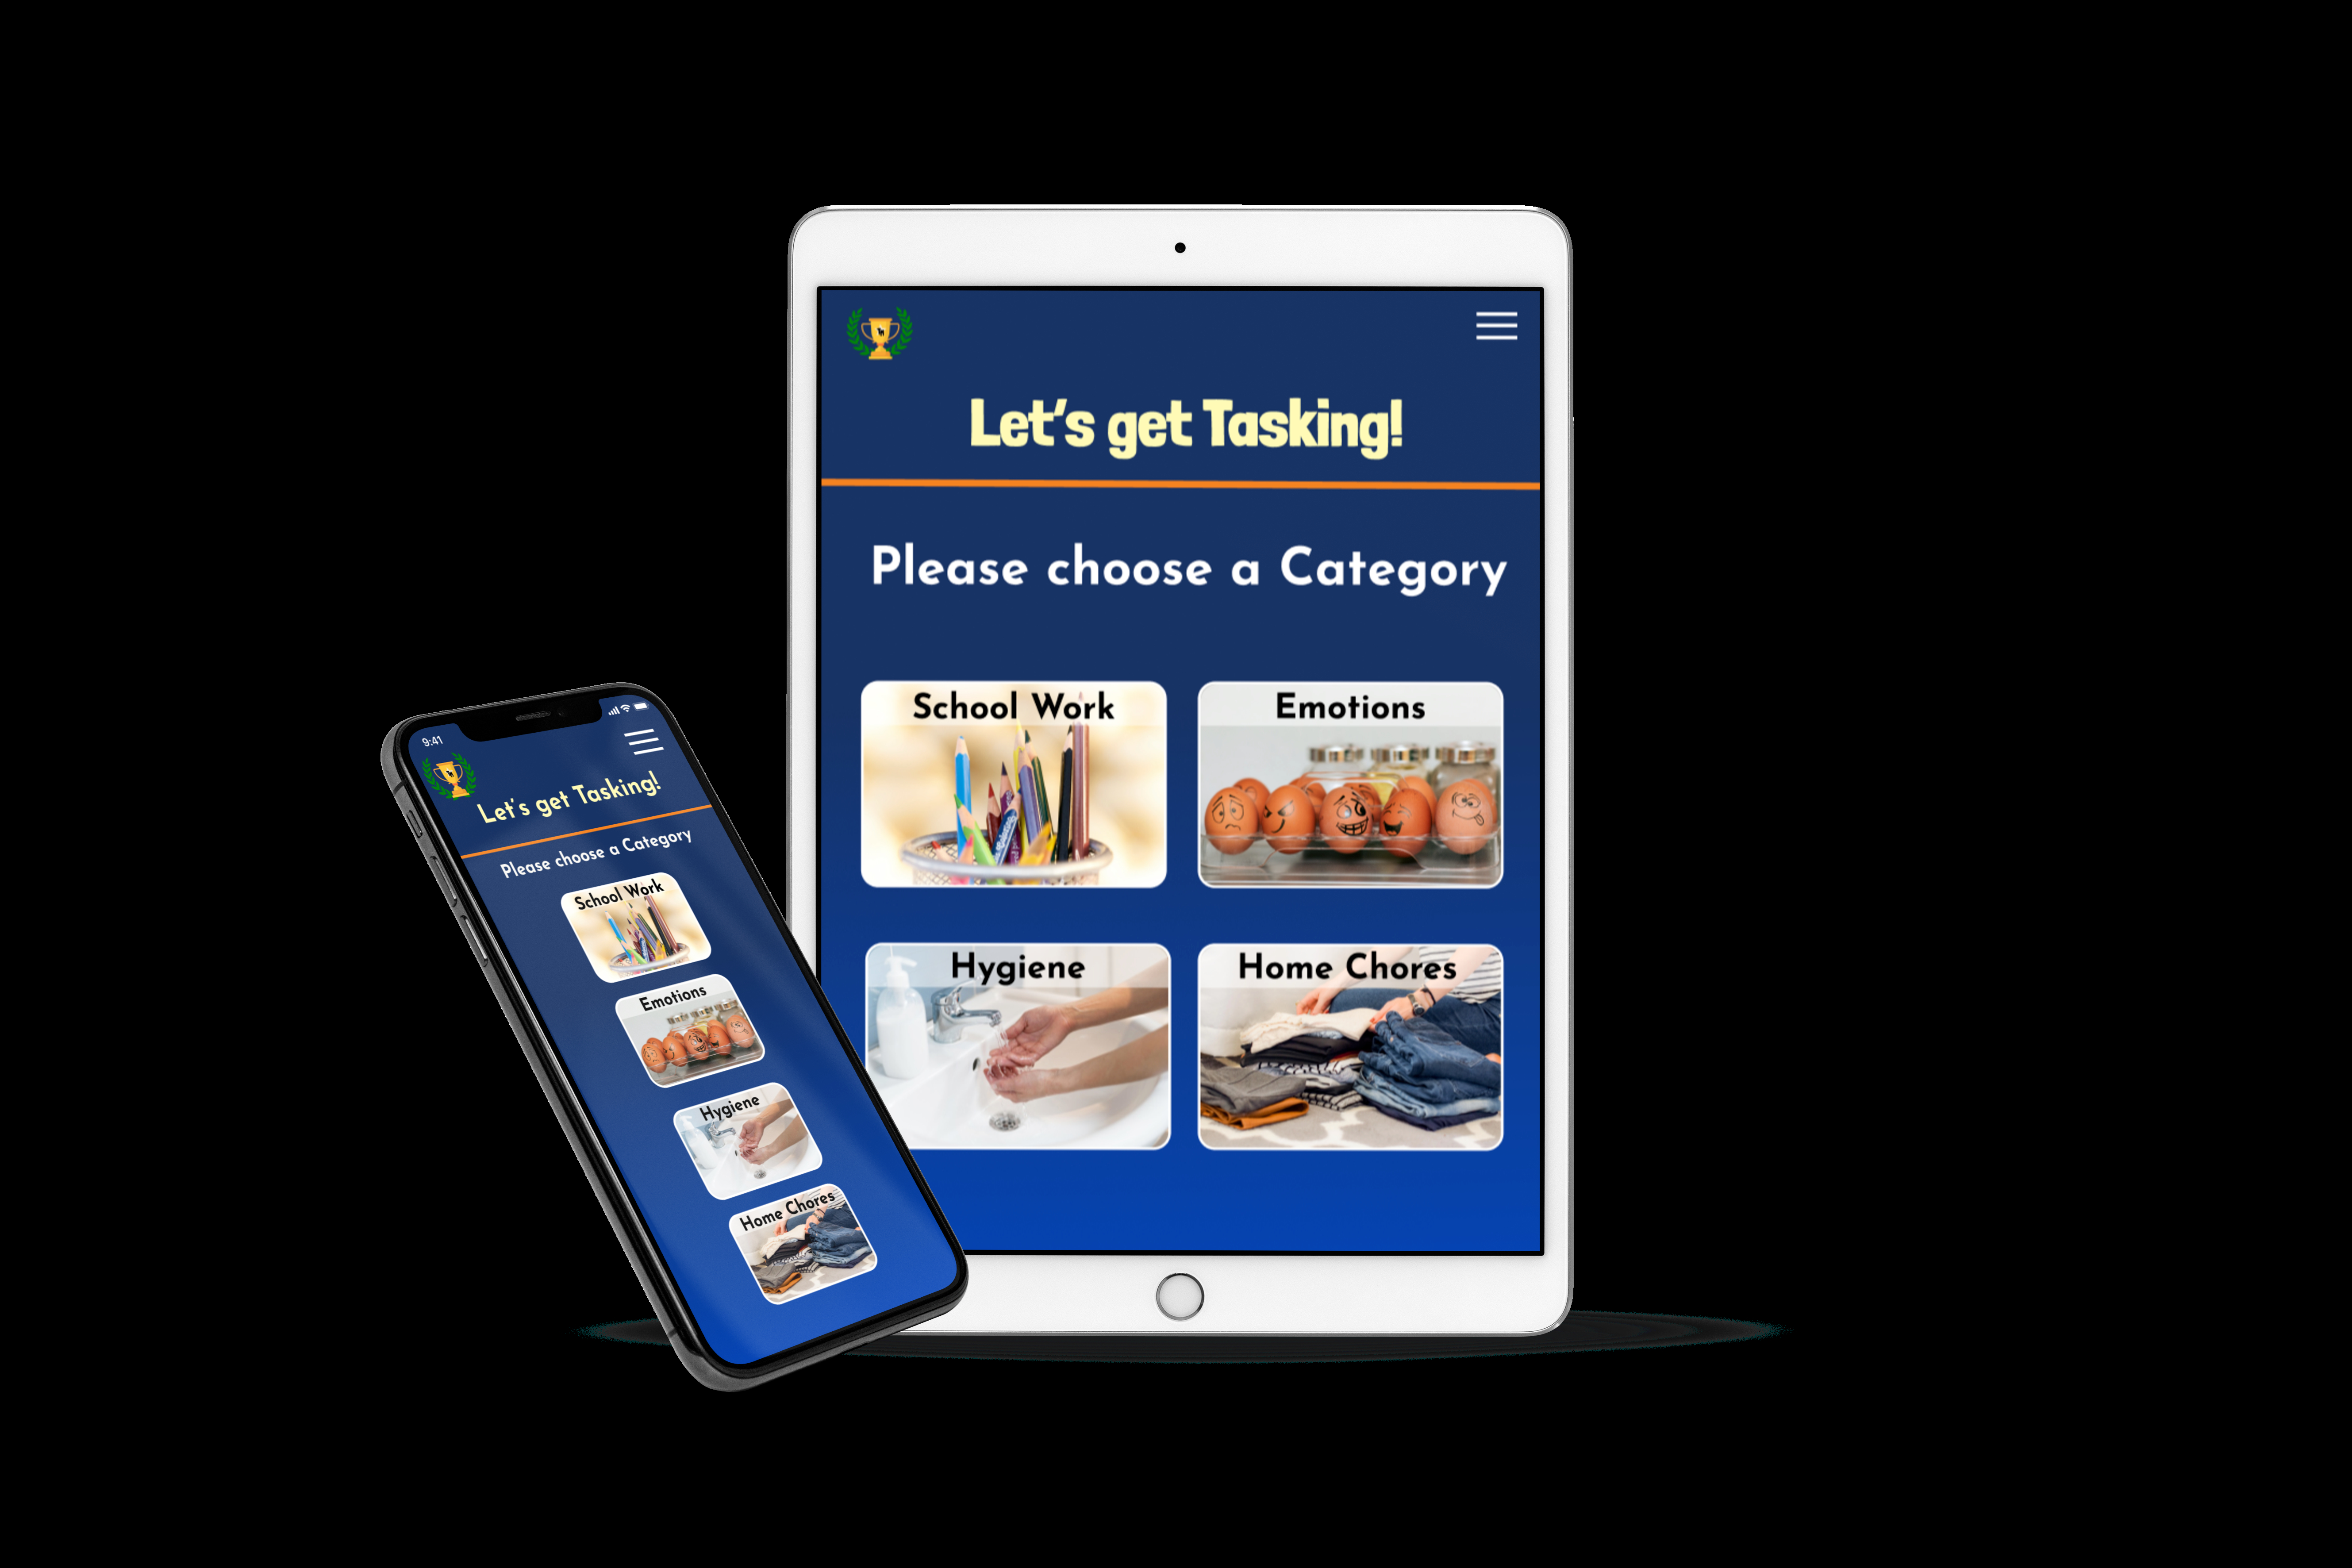 Let's get Tasking!
Please choose a Category
School Work
Emotions
Hygiene
Home Chores
9:41
Let's get Tasking!
Please choose a Category
School Work
Emotions
Hygiene
Home Chores